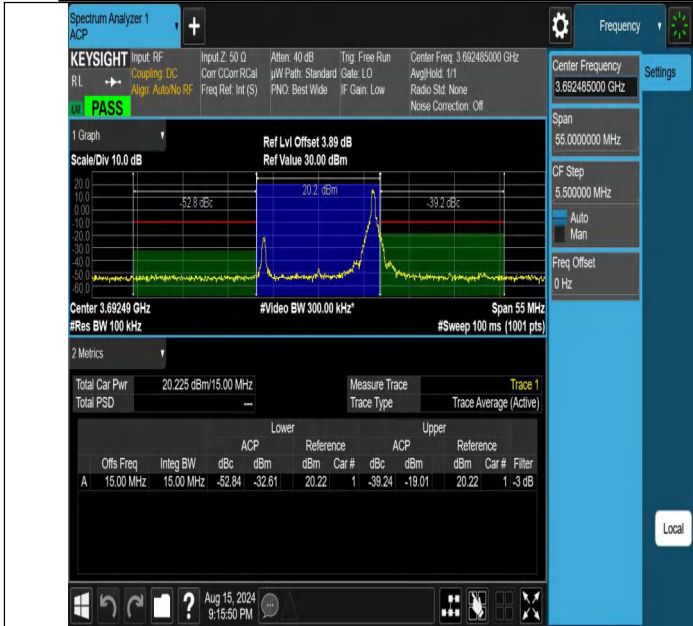 Spectrum Analyzer 1
ACP
+
Frequency
KEYSIGHT
RL
LXI
PASS
Input: RF
Coupling: DC
Align: Auto/No RF
Input Z: 50 Ω
Corr CCorr RCal
Freq Ref: Int (S)
Atten: 40 dB
µW Path: Standard
PNO: Best Wide
Trig: Free Run
Gate: LO
IF Gain: Low
Center Freq: 3.692485000 GHz
Avg|Hold: 1/1
Radio Std: None
Noise Correction: Off
Center Frequency
3.692485000 GHz
Settings
Span
55.0000000 MHz
CF Step
5.500000 MHz
Auto
Man
Freq Offset
0 Hz
Local
1 Graph
Scale/Div 10.0 dB
Ref Lvl Offset 3.89 dB
Ref Value 30.00 dBm
20.0
10.0
0.00
-10.0
-20.0
-30.0
-40.0
-50.0
-60.0
-52.8 dBc
20.2 dBm
-39.2 dBc
Center 3.69249 GHz
#Video BW 300.00 kHz*
Span 55 MHz
#Res BW 100 kHz
#Sweep 100 ms (1001 pts)
2 Metrics
Total Car Pwr 20.225 dBm/15.00 MHz
Total PSD ---
Measure Trace Trace 1
Trace Type Trace Average (Active)
Lower Upper
ACP Reference ACP Reference
Offs Freq Integ BW dBc dBm dBm Car # dBc dBm dBm Car # Filter
A 15.00 MHz 15.00 MHz -52.84 -32.61 20.22 1 -39.24 -19.01 20.22 1 -3 dB
?
Aug 15, 2024
9:15:50 PM